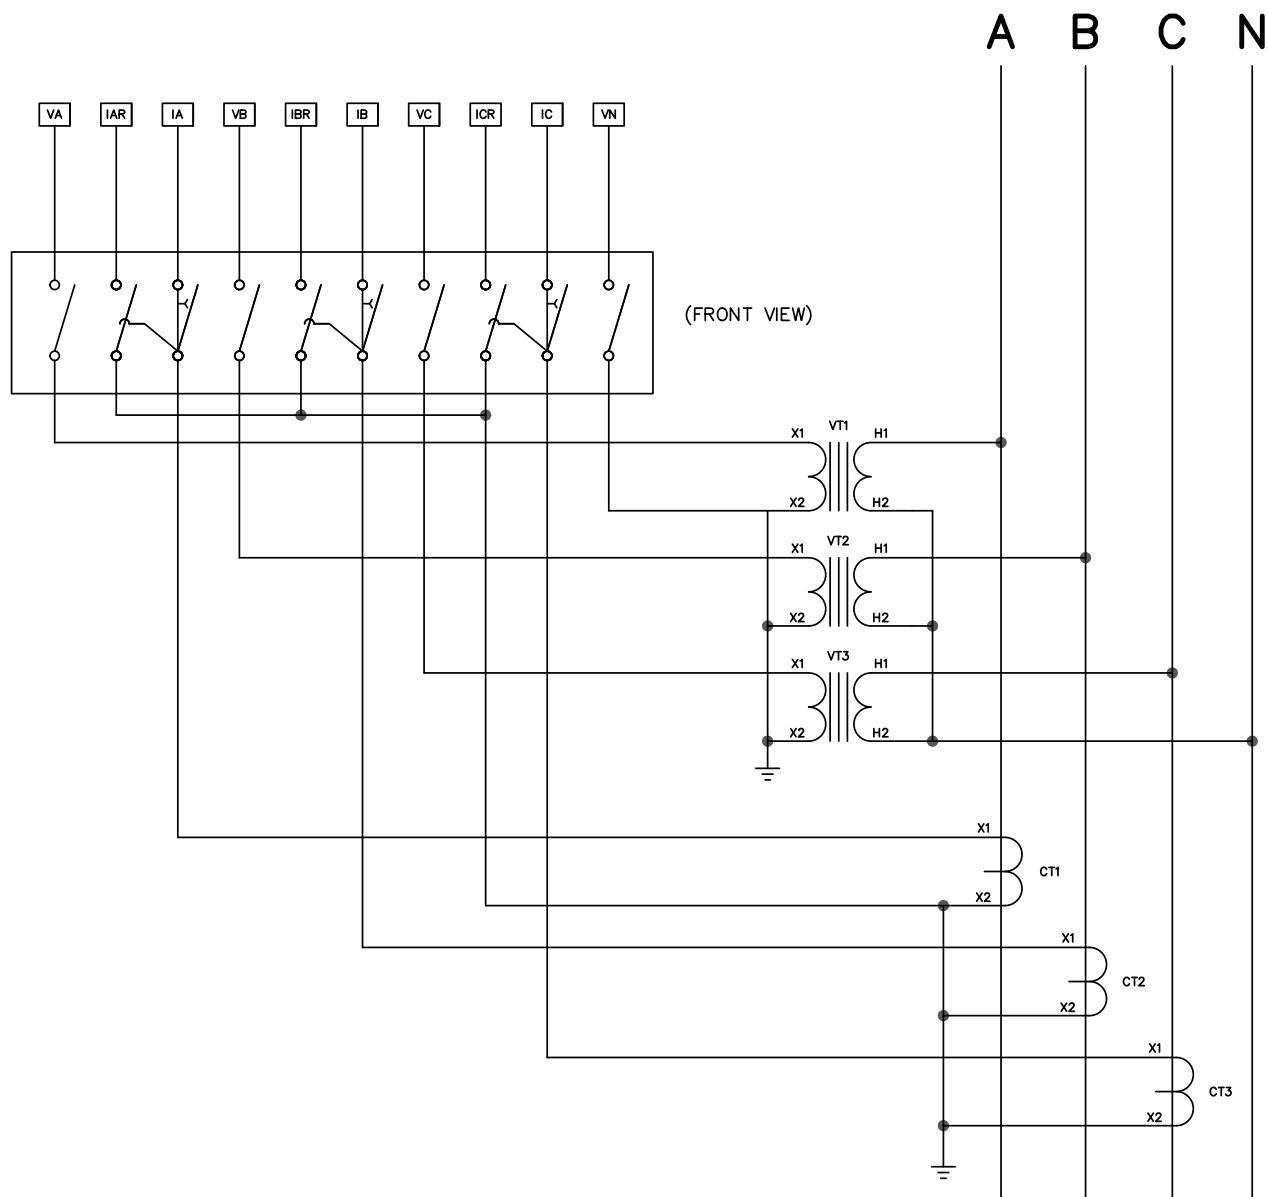 A B C N
VA IAR IA VB IBR IB VC ICR IC VN
(FRONT VIEW)
VT1
X1 H1
X2 H2
VT2
X1 H1
X2 H2
VT3
X1 H1
X2 H2
X1
CT1
X2
X1
CT2
X2
X1
CT3
X2